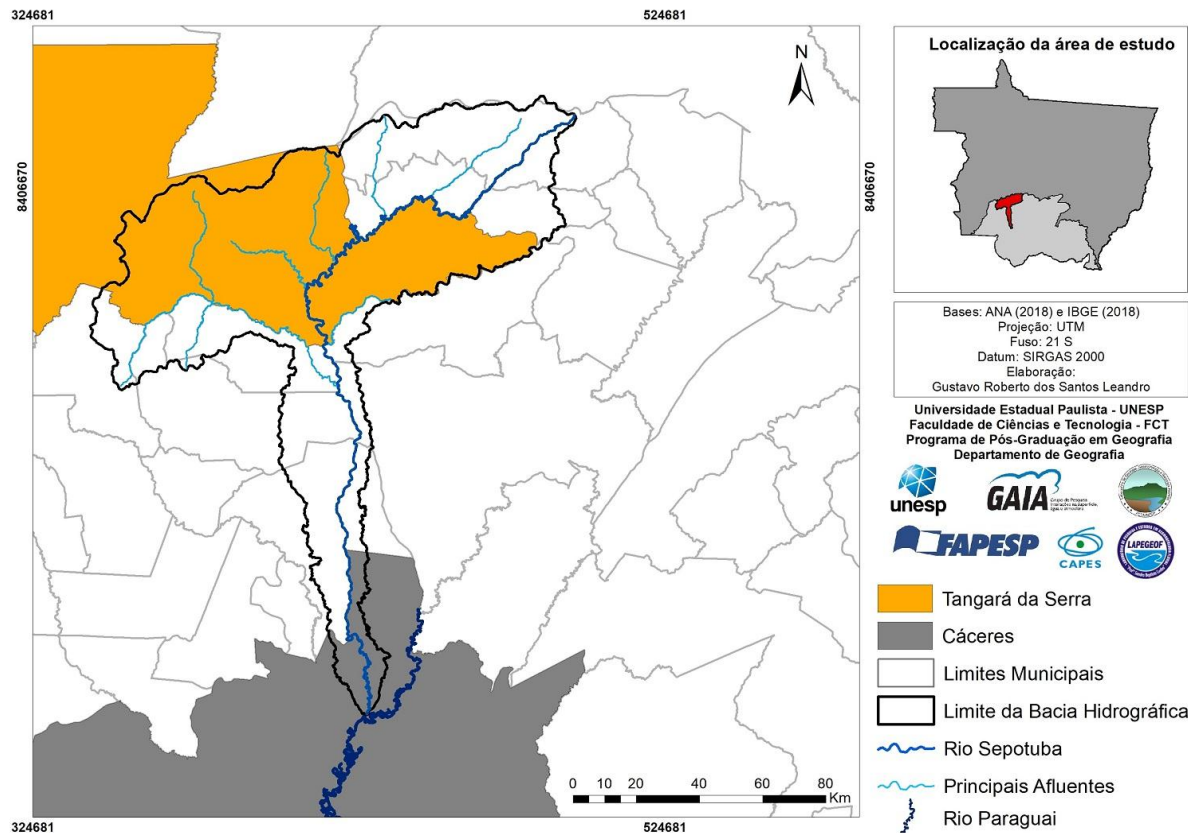 324681
524681
8406670
N
0 10 20 40 60 80
Km
324681
524681
8406670
Localização da área de estudo
Bases: ANA (2018) e IBGE (2018)
Projeção: UTM
Fuso: 21 S
Datum: SIRGAS 2000
Elaboração:
Gustavo Roberto dos Santos Leandro
Universidade Estadual Paulista - UNESP
Faculdade de Ciências e Tecnologia - FCT
Programa de Pós-Graduação em Geografia
Departamento de Geografia
unesp
GAIA
FAPESP
CAPES
LAPEGEOF
Tangará da Serra
Cáceres
Limites Municipais
Limite da Bacia Hidrográfica
Rio Sepotuba
Principais Afluentes
Rio Paraguai